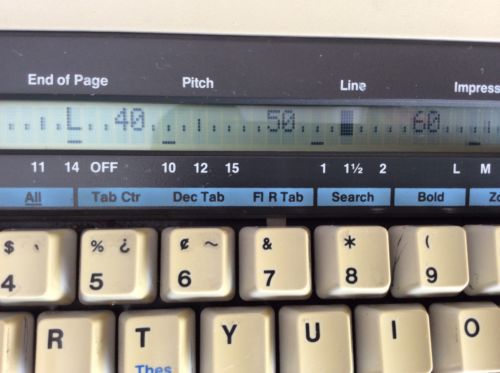 End of Page Pitch Line Impress
L 40 50 60
11 14 OFF 10 12 15 1 1½ 2 L M
All Tab Ctr Dec Tab Fl R Tab Search Bold
$ ` % ¿ ¢ ~ & * (
4 5 6 7 8 9
R T Y U I O
Thes